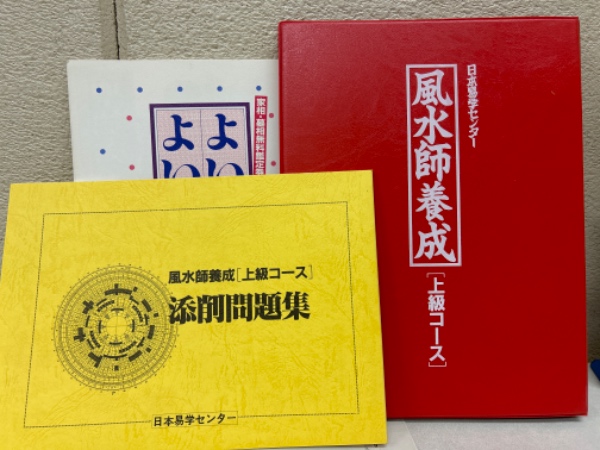 日本易学センター
風水師養成
[上級コース]
家相・墓相無料鑑定
よい
よい
風水師養成[上級コース]
添削問題集
日本易学センター